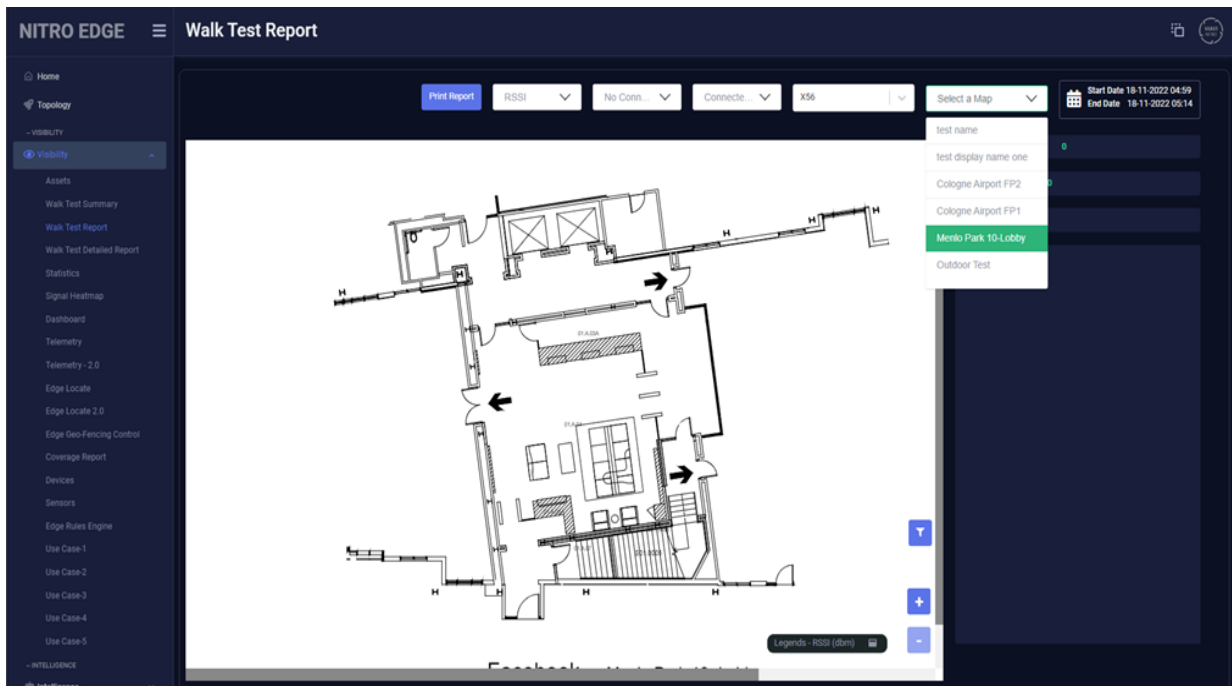 NITRO EDGE
Walk Test Report
Home
Topology
– VISIBILITY
Visibility
Assets
Walk Test Summary
Walk Test Report
Walk Test Detailed Report
Statistics
Signal Heatmap
Dashboard
Telemetry
Telemetry - 2.0
Edge Locate
Edge Locate 2.0
Edge Geo-Fencing Control
Coverage Report
Devices
Sensors
Edge Rules Engine
Use Case-1
Use Case-2
Use Case-3
Use Case-4
Use Case-5
– INTELLIGENCE
Print Report
RSSI
No Conn...
Connecte...
X56
Select a Map
Start Date 18-11-2022 04:59
End Date 18-11-2022 05:14
test name
test display name one
Cologne Airport FP2
Cologne Airport FP1
Menlo Park 10-Lobby
Outdoor Test
0
0
H
H
H
H
H
01.A.03A
H
H
H
H
H
+
Legends - RSSI (dbm)
-